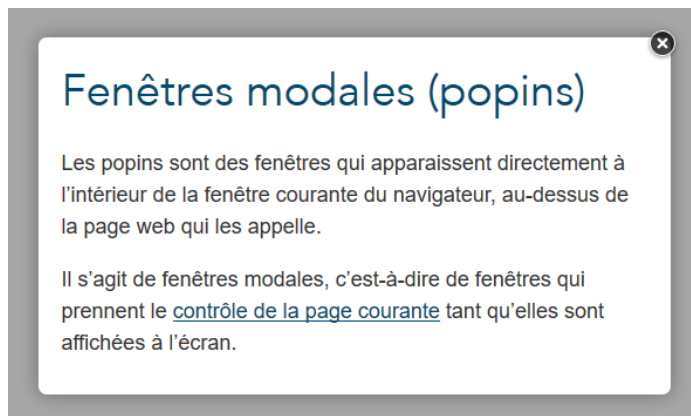 Fenêtres modales (popins)
Les popins sont des fenêtres qui apparaissent directement à
l’intérieur de la fenêtre courante du navigateur, au-dessus de
la page web qui les appelle.
Il s’agit de fenêtres modales, c’est-à-dire de fenêtres qui
prennent le contrôle de la page courante tant qu’elles sont
affichées à l’écran.